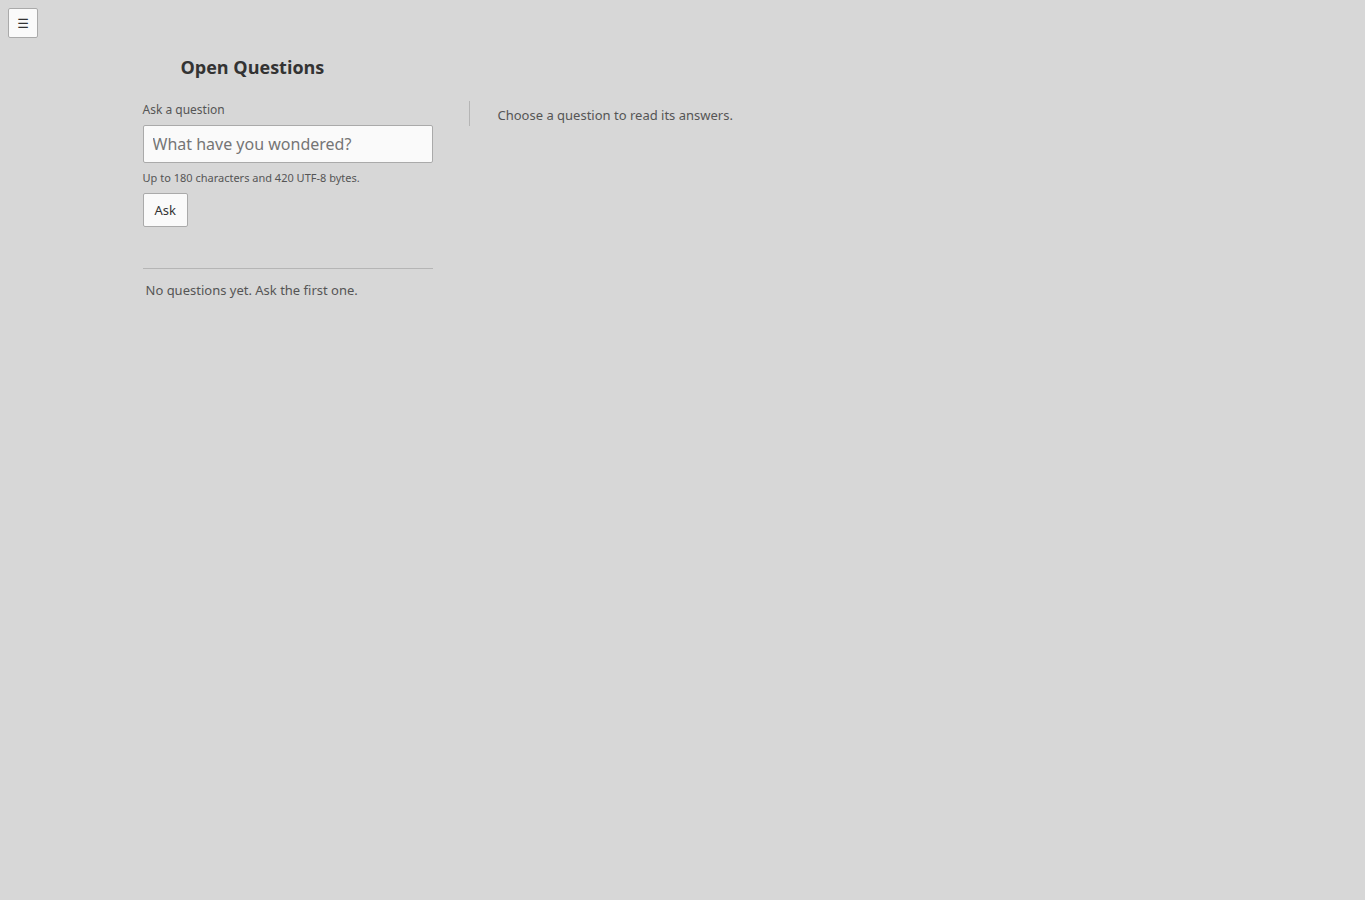 ☰
Open Questions
Ask a question
What have you wondered?
Up to 180 characters and 420 UTF-8 bytes.
Ask
No questions yet. Ask the first one.
Choose a question to read its answers.